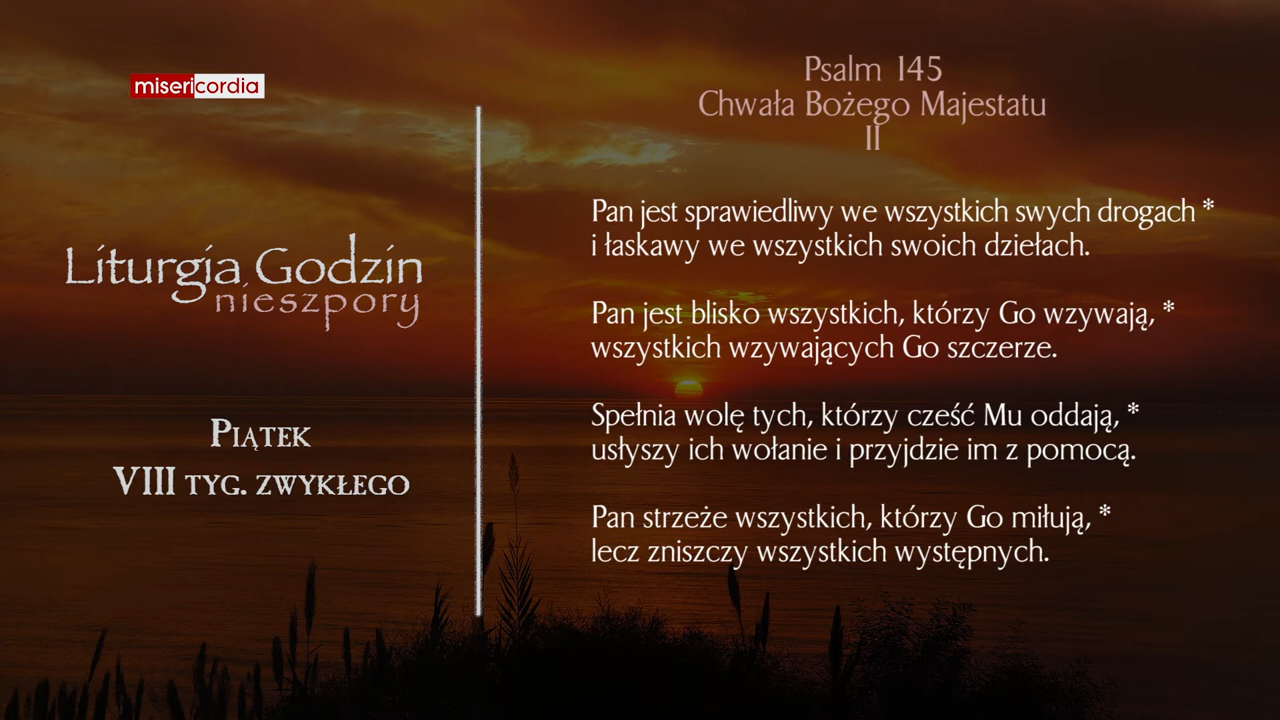 misericordia
Liturgia Godzin
nieszpory
Piątek
VIII tyg. zwykłego
Psalm 145
Chwała Bożego Majestatu
II
Pan jest sprawiedliwy we wszystkich swych drogach *
i łaskawy we wszystkich swoich dziełach.
Pan jest blisko wszystkich, którzy Go wzywają, *
wszystkich wzywających Go szczerze.
Spełnia wolę tych, którzy cześć Mu oddają, *
usłyszy ich wołanie i przyjdzie im z pomocą.
Pan strzeże wszystkich, którzy Go miłują, *
lecz zniszczy wszystkich występnych.